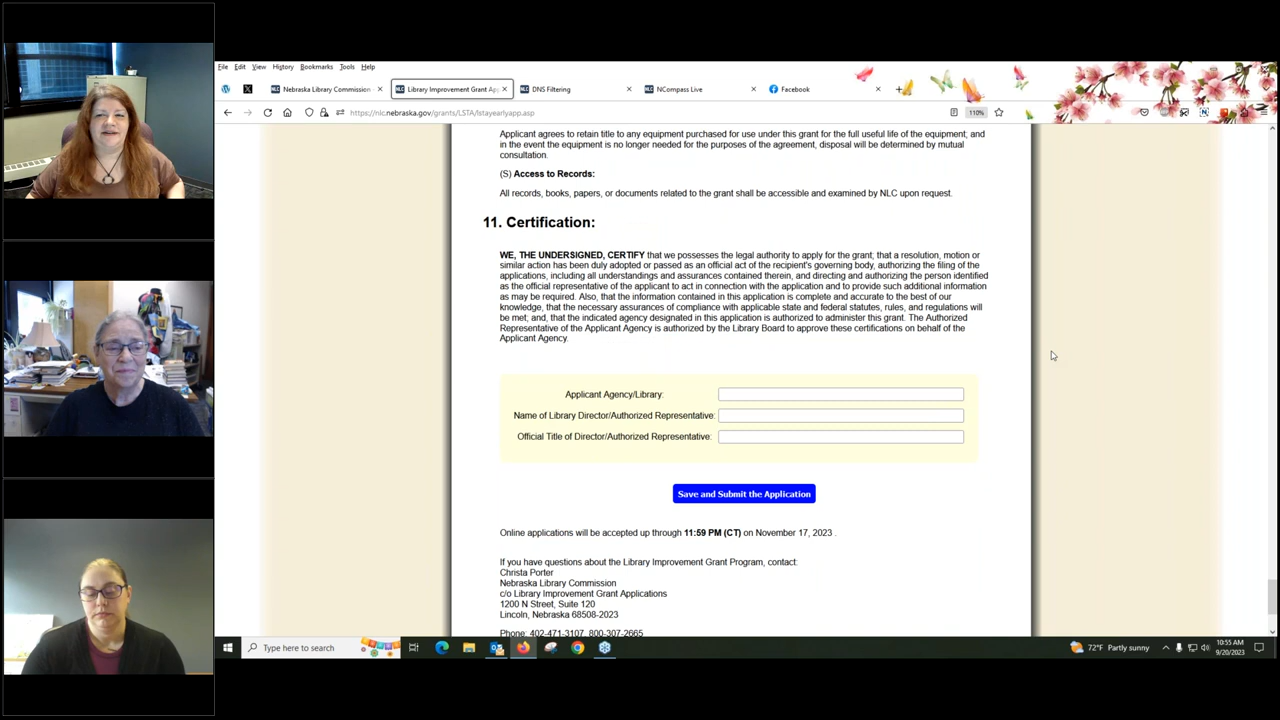 File Edit View History Bookmarks Tools Help
Nebraska Library Commission -
Library Improvement Grant Ap
DNS Filtering
NCompass Live
Facebook
https://nlc.nebraska.gov/grants/LSTA/lstayearlyapp.asp
110%
Applicant agrees to retain title to any equipment purchased for use under this grant for the full useful life of the equipment; and
in the event the equipment is no longer needed for the purposes of the agreement, disposal will be determined by mutual
consultation.
(S) Access to Records:
All records, books, papers, or documents related to the grant shall be accessible and examined by NLC upon request.
11. Certification:
WE, THE UNDERSIGNED, CERTIFY that we possesses the legal authority to apply for the grant; that a resolution, motion or
similar action has been duly adopted or passed as an official act of the recipient's governing body, authorizing the filing of the
applications, including all understandings and assurances contained therein, and directing and authorizing the person identified
as the official representative of the applicant to act in connection with the application and to provide such additional information
as may be required. Also, that the information contained in this application is complete and accurate to the best of our
knowledge, that the necessary assurances of compliance with applicable state and federal statutes, rules, and regulations will
be met; and, that the indicated agency designated in this application is authorized to administer this grant. The Authorized
Representative of the Applicant Agency is authorized by the Library Board to approve these certifications on behalf of the
Applicant Agency.
Applicant Agency/Library:
Name of Library Director/Authorized Representative:
Official Title of Director/Authorized Representative:
Save and Submit the Application
Online applications will be accepted up through 11:59 PM (CT) on November 17, 2023 .
If you have questions about the Library Improvement Grant Program, contact:
Christa Porter
Nebraska Library Commission
c/o Library Improvement Grant Applications
1200 N Street, Suite 120
Lincoln, Nebraska 68508-2023
Phone: 402-471-3107, 800-307-2665
Type here to search
72°F Partly sunny
10:55 AM
9/20/2023